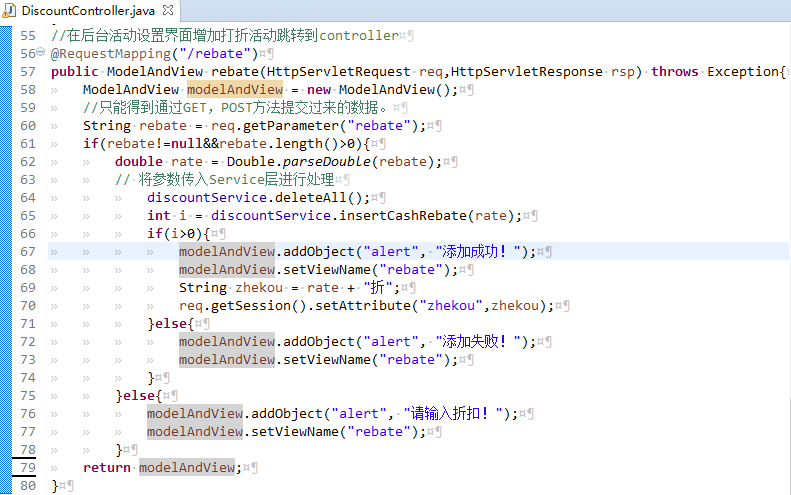 DiscountController.java
55 //在后台活动设置界面增加打折活动跳转到controller
56 @RequestMapping("/rebate")
57 public ModelAndView rebate(HttpServletRequest req,HttpServletResponse rsp) throws Exception{
58 ModelAndView modelAndView = new ModelAndView();
59 //只能得到通过GET，POST方法提交过来的数据。
60 String rebate = req.getParameter("rebate");
61 if(rebate!=null&&rebate.length()>0){
62 double rate = Double.parseDouble(rebate);
63 // 将参数传入Service层进行处理
64 discountService.deleteAll();
65 int i = discountService.insertCashRebate(rate);
66 if(i>0){
67 modelAndView.addObject("alert", "添加成功！");
68 modelAndView.setViewName("rebate");
69 String zhekou = rate + "折";
70 req.getSession().setAttribute("zhekou",zhekou);
71 }else{
72 modelAndView.addObject("alert", "添加失败！");
73 modelAndView.setViewName("rebate");
74 }
75 }else{
76 modelAndView.addObject("alert", "请输入折扣！");
77 modelAndView.setViewName("rebate");
78 }
79 return modelAndView;
80 }